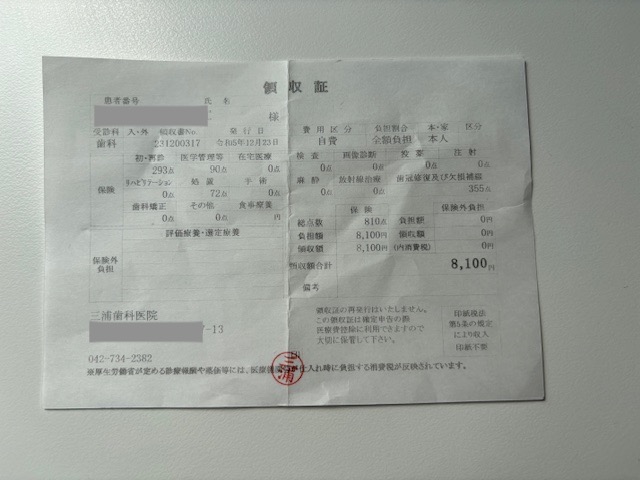 領収証
患者番号 氏名
様
受診科 入・外 領収書No 発行日
歯科 231200317 令和5年12月23日
費用区分 負担割合 本・家 区分
自費 全額負担 本人
初・再診 医学管理等 在宅医療 検査 画像診断 投薬 注射
293点 90点 0点 0点 0点 0点 0点
保険
リハビリテーション 処置 手術 麻酔 放射線治療 歯冠修復及び欠損補綴
0点 72点 0点 0点 0点 355点
歯科矯正 その他 食事療養
0点 0点 円
評価療養・選定療養
保険外
負担
保険 保険外負担
総点数 810点 負担額 0円
負担額 8,100円 領収額 0円
領収額 8,100円 (内消費税) 0円
領収額合計 8,100円
備考
三浦歯科医院
7-13
042-734-2382
領収証の再発行はいたしません。
この領収証は確定申告の際
医療費控除に利用できますので
大切に保管して下さい。
印紙税法
第5条の規定
により収入
印紙不要
三浦
※厚生労働省が定める診療報酬や薬価等には、医療機関等が仕入れ時に負担する消費税が反映されています。